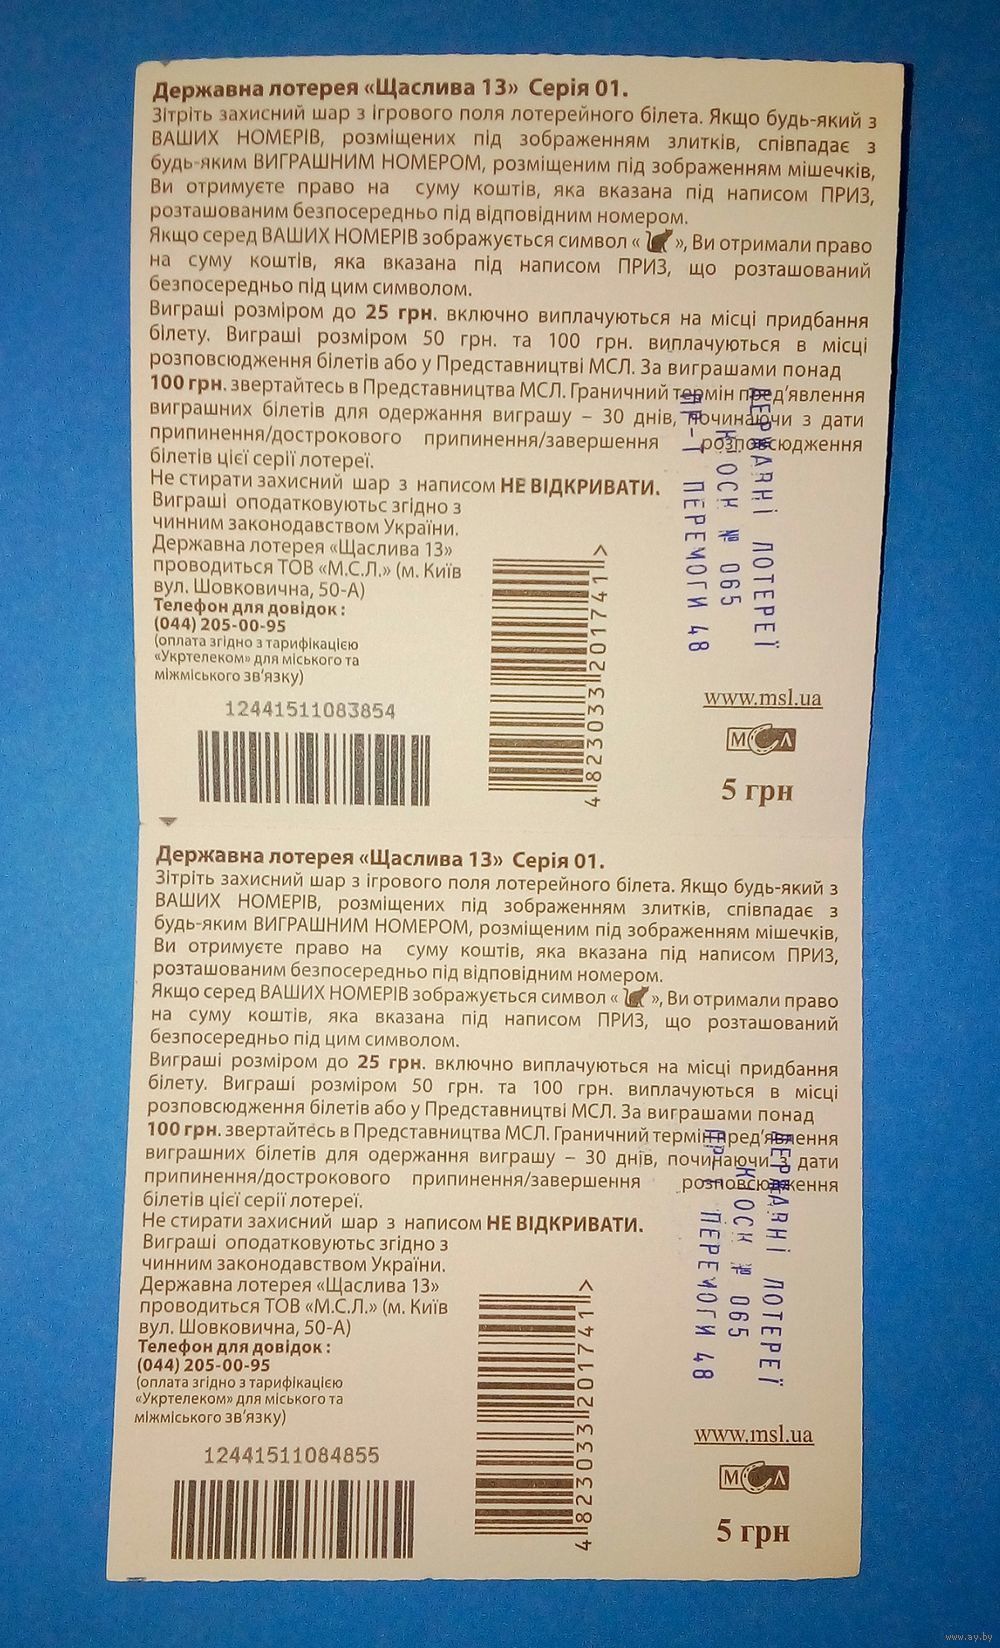 Державна лотерея «Щаслива 13» Серія 01.
Зітріть захисний шар з ігрового поля лотерейного білета. Якщо будь-який з
ВАШИХ НОМЕРІВ, розміщених під зображенням злитків, співпадає з
будь-яким ВИГРАШНИМ НОМЕРОМ, розміщеним під зображенням мішечків,
Ви отримуєте право на суму коштів, яка вказана під написом ПРИЗ,
розташованим безпосередньо під відповідним номером.
Якщо серед ВАШИХ НОМЕРІВ зображується символ « », Ви отримали право
на суму коштів, яка вказана під написом ПРИЗ, що розташований
безпосередньо під цим символом.
Виграші розміром до 25 грн. включно виплачуються на місці придбання
білету. Виграші розміром 50 грн. та 100 грн. виплачуються в місці
розповсюдження білетів або у Представництві МСЛ. За виграшами понад
100 грн. звертайтесь в Представництва МСЛ. Граничний термін пред’явлення
виграшних білетів для одержання виграшу – 30 днів, починаючи з дати
припинення/дострокового припинення/завершення розповсюдження
білетів цієї серії лотереї.
Не стирати захисний шар з написом НЕ ВІДКРИВАТИ.
Виграші оподатковуютьс згідно з
чинним законодавством України.
Державна лотерея «Щаслива 13»
проводиться ТОВ «М.С.Л.» (м. Київ
вул. Шовковична, 50-А)
Телефон для довідок :
(044) 205-00-95
(оплата згідно з тарифікацією
«Укртелеком» для міського та
міжміського зв’язку)
12441511083854
4 823033 201741 >
ДЕРЖАВНІ ЛОТЕРЕЇ
КІОСК № 065
ПР-Т ПЕРЕМОГИ 48
www.msl.ua
МСЛ
5 грн
Державна лотерея «Щаслива 13» Серія 01.
Зітріть захисний шар з ігрового поля лотерейного білета. Якщо будь-який з
ВАШИХ НОМЕРІВ, розміщених під зображенням злитків, співпадає з
будь-яким ВИГРАШНИМ НОМЕРОМ, розміщеним під зображенням мішечків,
Ви отримуєте право на суму коштів, яка вказана під написом ПРИЗ,
розташованим безпосередньо під відповідним номером.
Якщо серед ВАШИХ НОМЕРІВ зображується символ « », Ви отримали право
на суму коштів, яка вказана під написом ПРИЗ, що розташований
безпосередньо під цим символом.
Виграші розміром до 25 грн. включно виплачуються на місці придбання
білету. Виграші розміром 50 грн. та 100 грн. виплачуються в місці
розповсюдження білетів або у Представництві МСЛ. За виграшами понад
100 грн. звертайтесь в Представництва МСЛ. Граничний термін пред’явлення
виграшних білетів для одержання виграшу – 30 днів, починаючи з дати
припинення/дострокового припинення/завершення розповсюдження
білетів цієї серії лотереї.
Не стирати захисний шар з написом НЕ ВІДКРИВАТИ.
Виграші оподатковуютьс згідно з
чинним законодавством України.
Державна лотерея «Щаслива 13»
проводиться ТОВ «М.С.Л.» (м. Київ
вул. Шовковична, 50-А)
Телефон для довідок :
(044) 205-00-95
(оплата згідно з тарифікацією
«Укртелеком» для міського та
міжміського зв’язку)
12441511084855
4 823033 201741 >
ДЕРЖАВНІ ЛОТЕРЕЇ
КІОСК № 065
ПР-Т ПЕРЕМОГИ 48
www.msl.ua
МСЛ
5 грн
www.ay.by